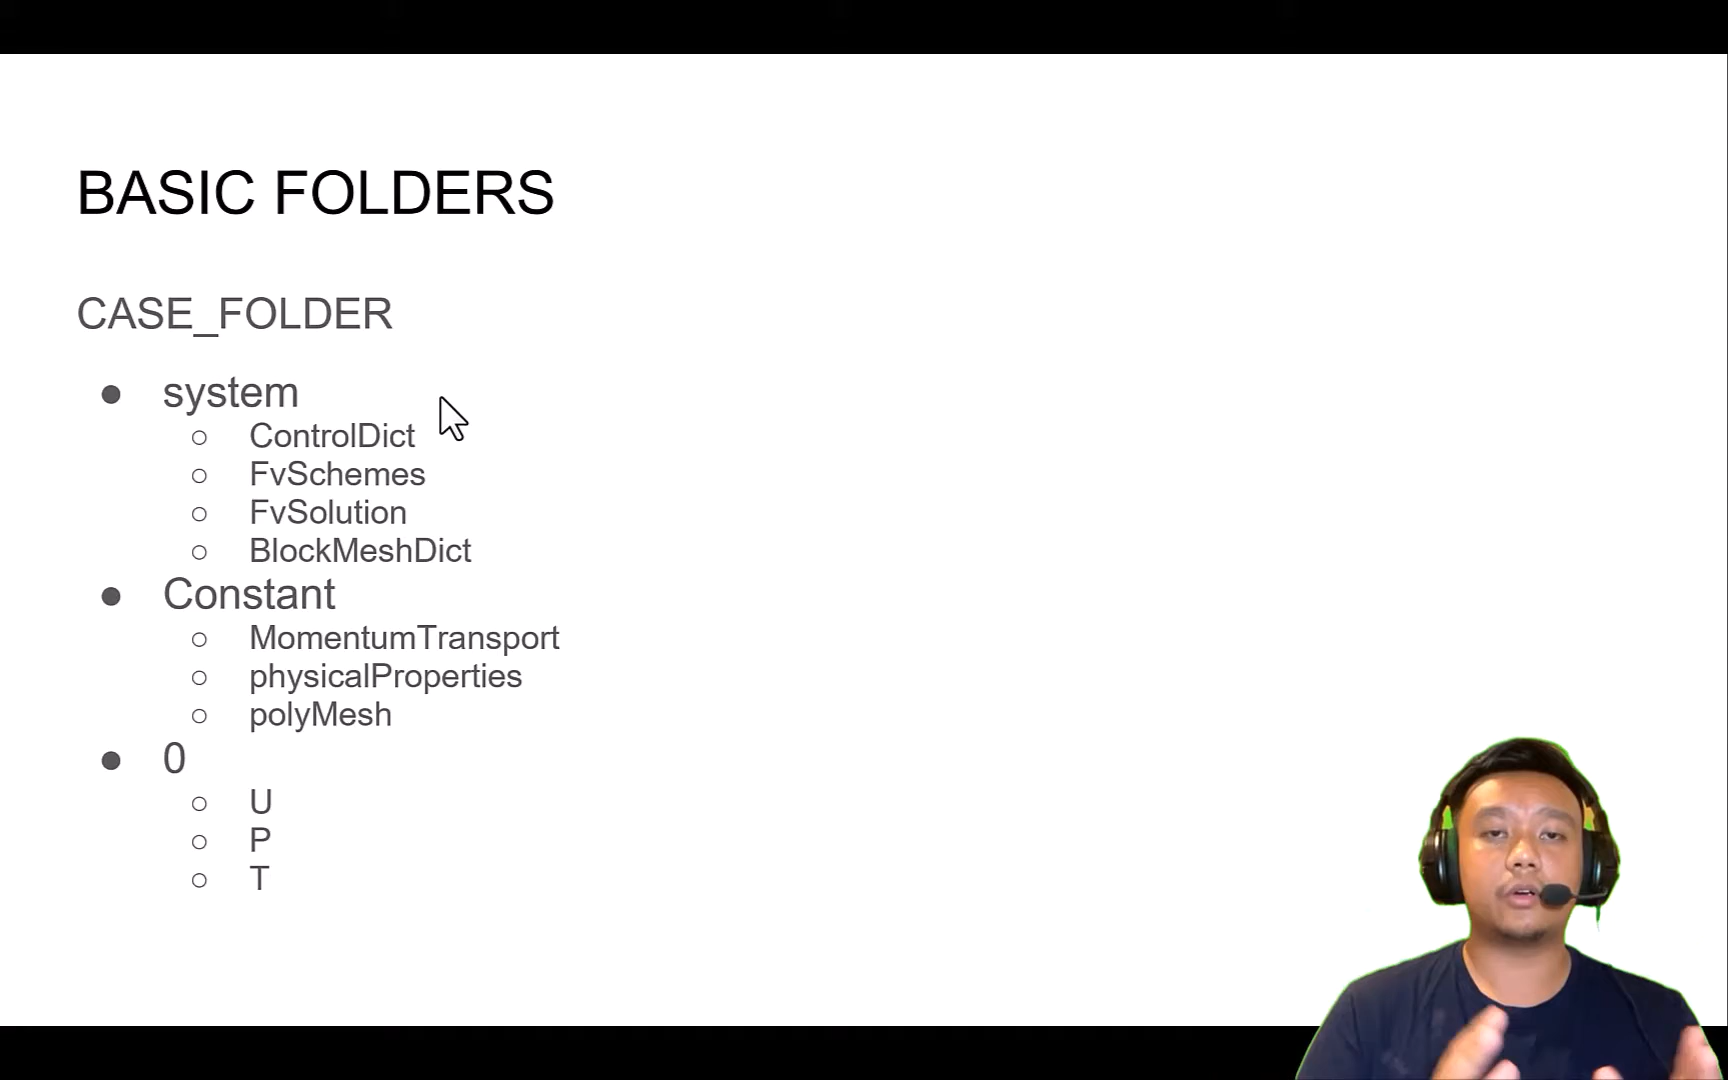 BASIC FOLDERS
CASE_FOLDER
● system
○ ControlDict
○ FvSchemes
○ FvSolution
○ BlockMeshDict
● Constant
○ MomentumTransport
○ physicalProperties
○ polyMesh
● 0
○ U
○ P
○ T